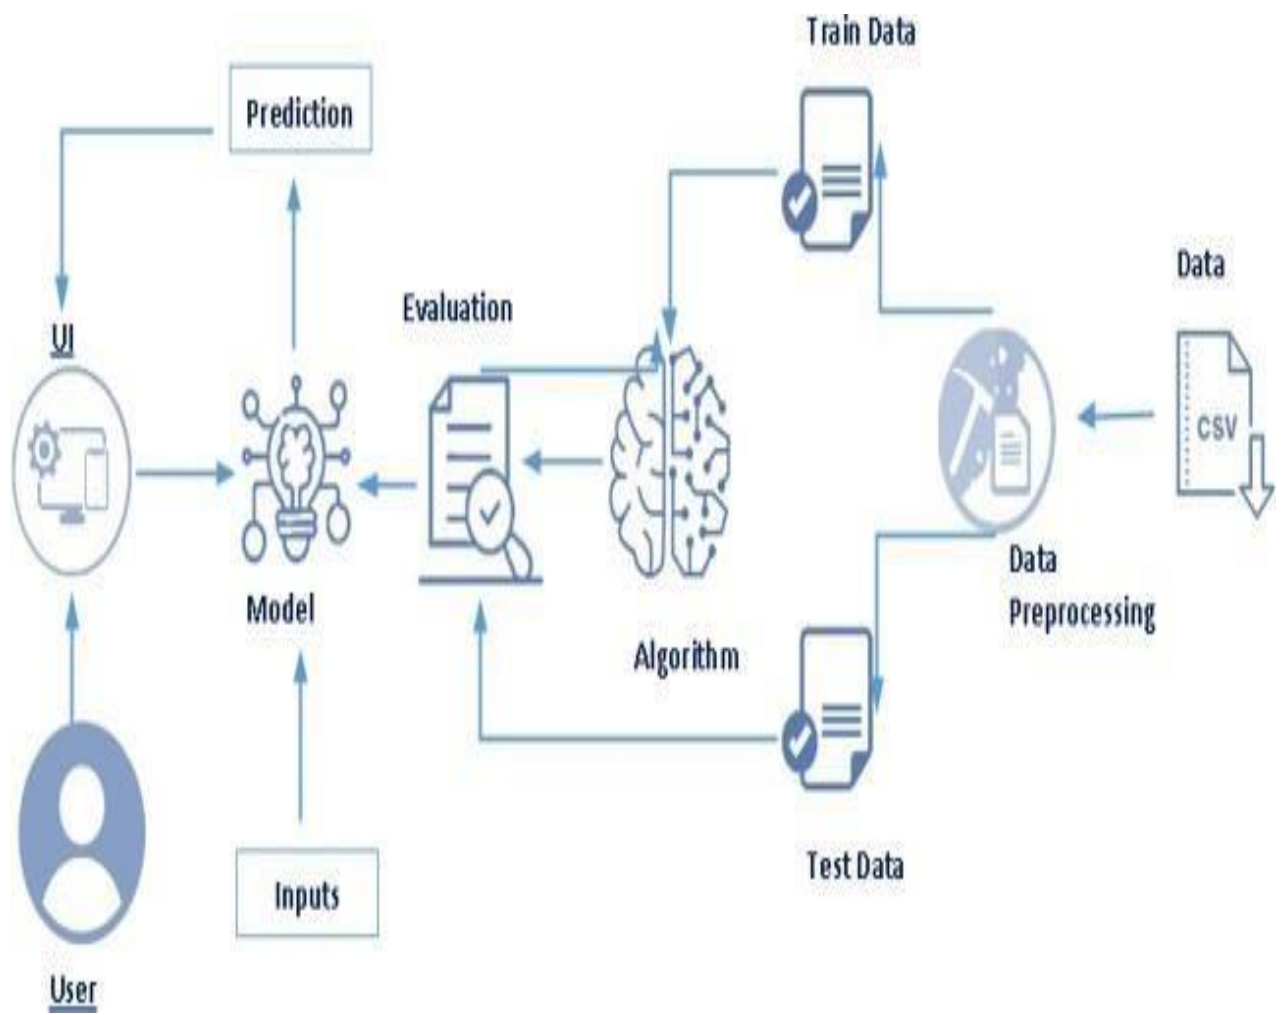 Train Data
Prediction
Data
Evaluation
UI
CSV
Data
Preprocessing
Model
Algorithm
Test Data
Inputs
User